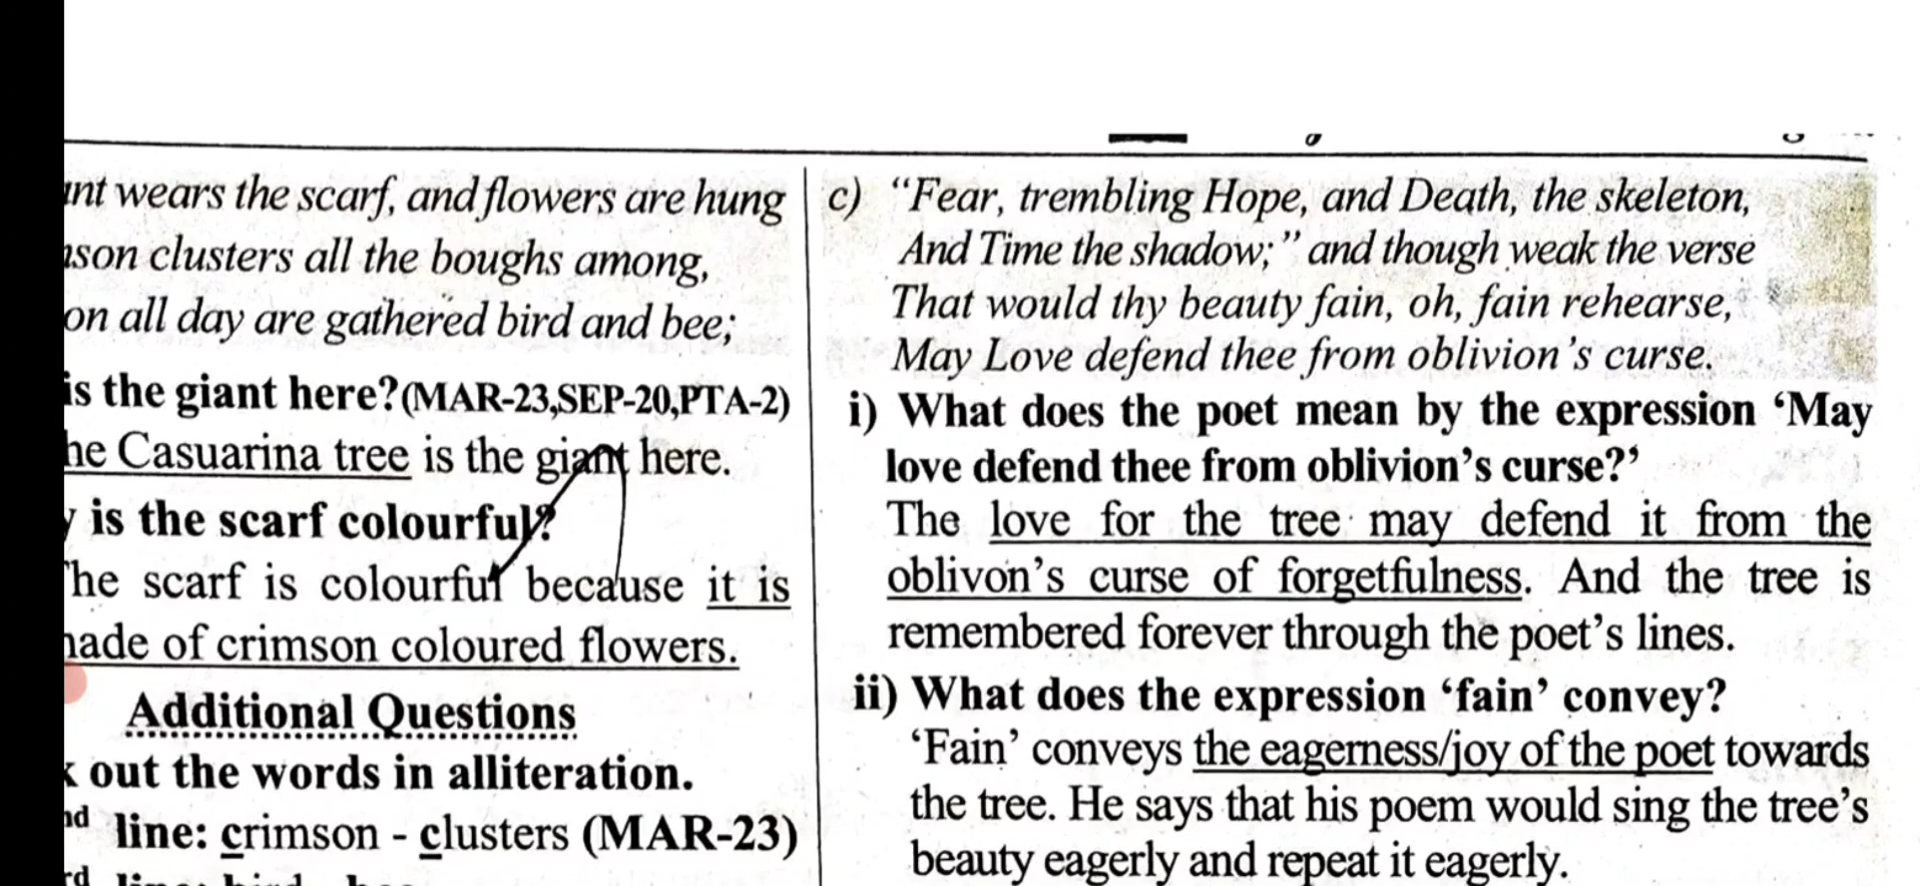 nt wears the scarf, and flowers are hung
son clusters all the boughs among,
on all day are gathered bird and bee;
is the giant here?(MAR-23,SEP-20,PTA-2)
he Casuarina tree is the giant here.
y is the scarf colourful?
The scarf is colourful because it is
made of crimson coloured flowers.
Additional Questions
k out the words in alliteration.
nd line: crimson - clusters (MAR-23)
rd line: bird - bee
c) “Fear, trembling Hope, and Death, the skeleton,
And Time the shadow;” and though weak the verse
That would thy beauty fain, oh, fain rehearse,
May Love defend thee from oblivion’s curse.
i) What does the poet mean by the expression ‘May
love defend thee from oblivion’s curse?’
The love for the tree may defend it from the
oblivon’s curse of forgetfulness. And the tree is
remembered forever through the poet’s lines.
ii) What does the expression ‘fain’ convey?
‘Fain’ conveys the eagerness/joy of the poet towards
the tree. He says that his poem would sing the tree’s
beauty eagerly and repeat it eagerly.